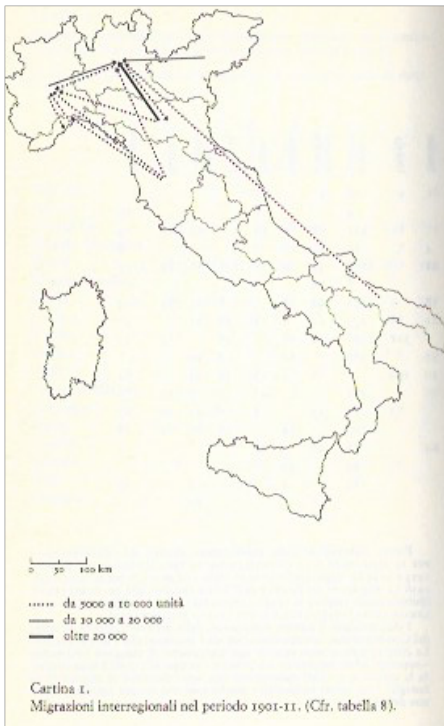 0 50 100 km
da 5000 a 10 000 unità
da 10 000 a 20 000
oltre 20 000
Cartina 1.
Migrazioni interregionali nel periodo 1901-11. (Cfr. tabella 8).